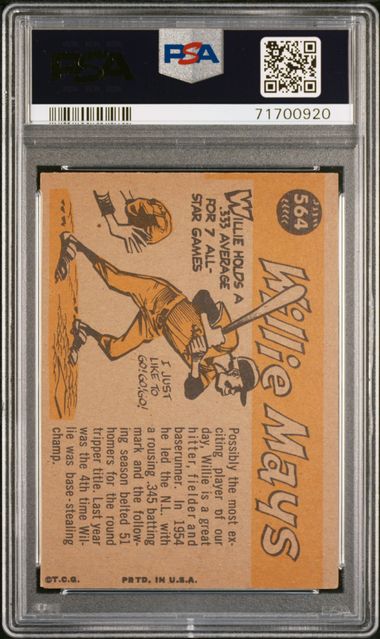 PSA
PSA
71700920
564
Willie Mays
WILLIE HOLDS A
.333 AVERAGE
FOR 7 ALL-
STAR GAMES
I JUST
LIKE TO
GO! GO! GO!
Possibly the most ex-
citing player of our
day, Willie is a great
hitter, fielder and
baserunner. In 1954
he led the N.L. with
a rousing .345 batting
mark and the follow-
ing season belted 51
homers for the round
tripper title. Last year
was the 4th time Wil-
lie was base-stealing
champ.
©T.C.G.
PRTD. IN U.S.A.